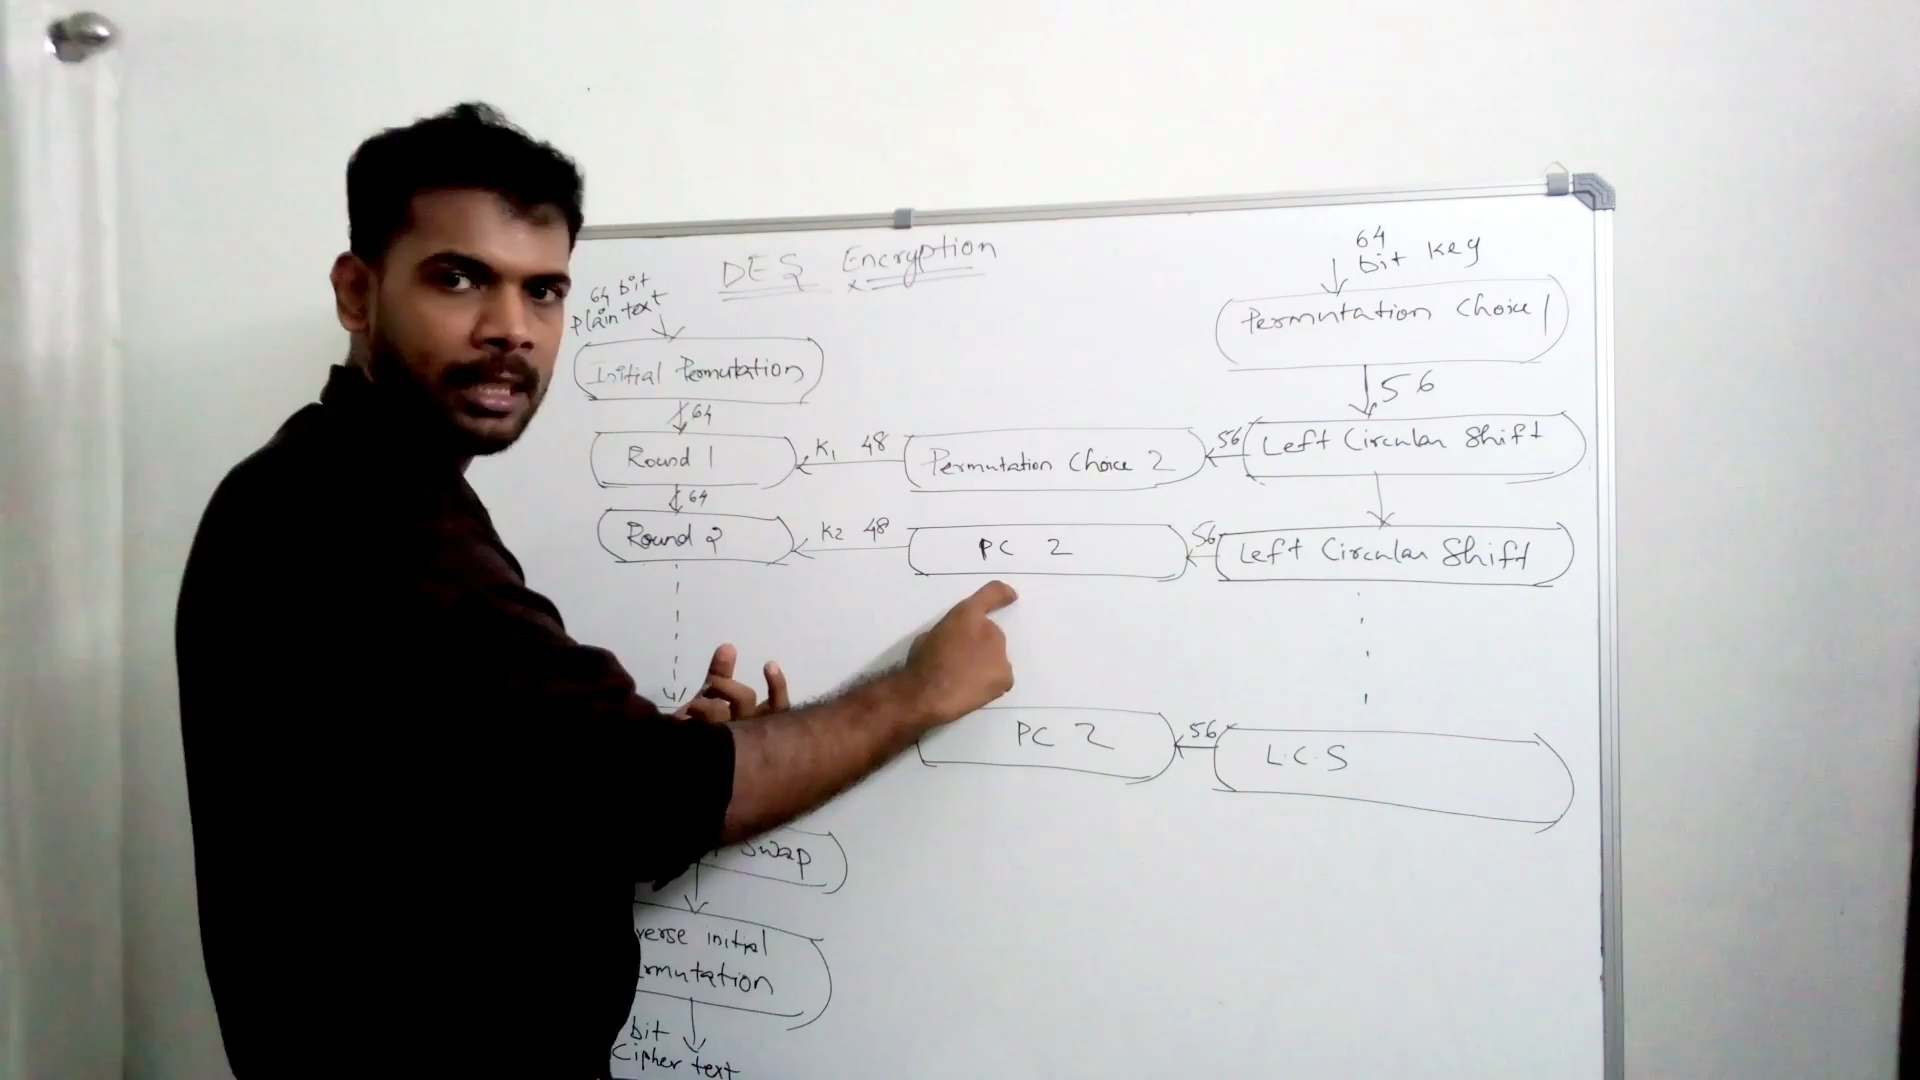 DES Encryption
64 bit
Plain text
Initial Permutation
64
Round 1
64
Round 2
K1 48
K2 48
64
bit key
Permutation Choice 1
56
Left Circular Shift
56
Permutation Choice 2
Left Circular Shift
56
PC 2
L.C.S
56
PC 2
Swap
verse initial
rmutation
bit
Cipher text